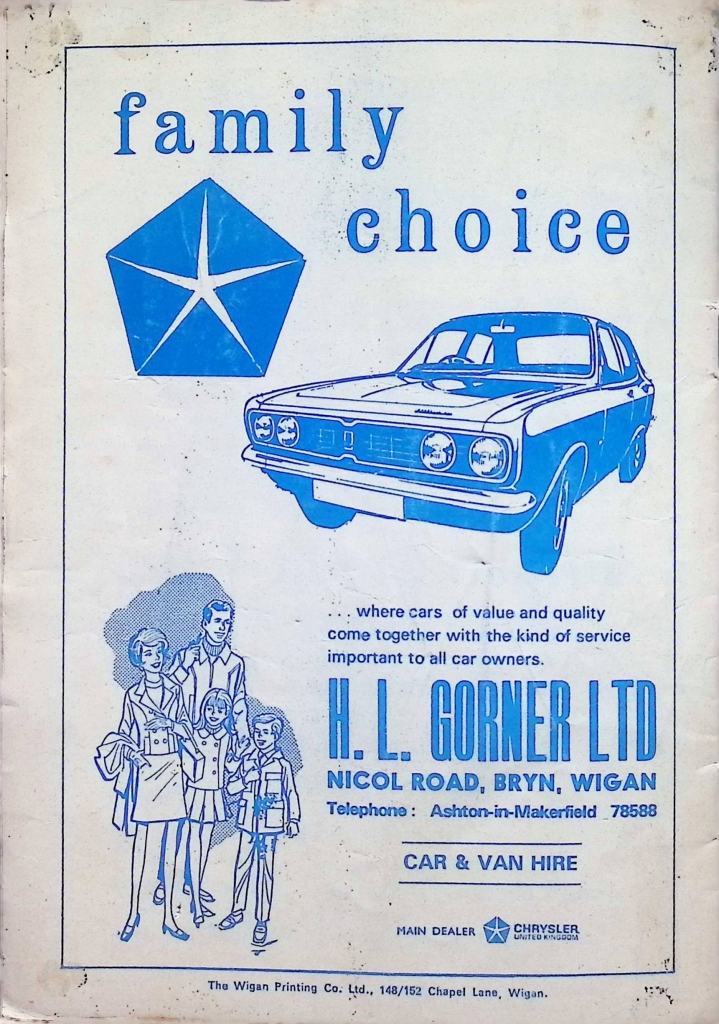 family
choice
... where cars of value and quality
come together with the kind of service
important to all car owners.
H. L. GORNER LTD
NICOL ROAD, BRYN, WIGAN
Telephone : Ashton-in-Makerfield 78588
CAR & VAN HIRE
MAIN DEALER CHRYSLER
UNITED KINGDOM
The Wigan Printing Co. Ltd., 148/152 Chapel Lane, Wigan.